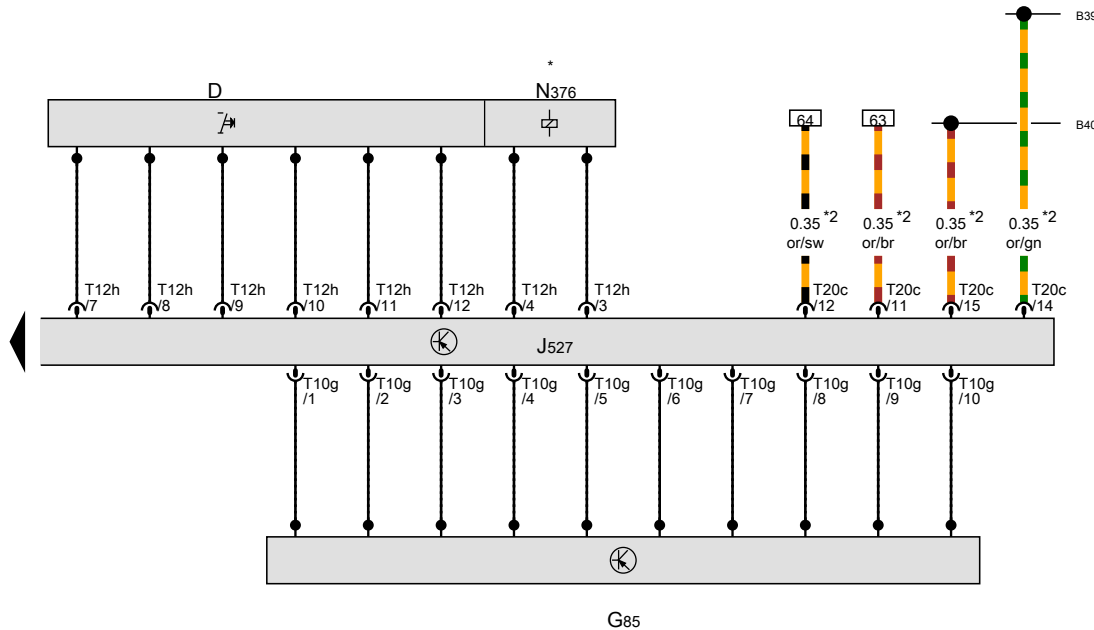 B39
*
D
N376
64
63
B40
0.35 *2
or/sw
0.35 *2
or/br
0.35 *2
or/br
0.35 *2
or/gn
T12h
/7
T12h
/8
T12h
/9
T12h
/10
T12h
/11
T12h
/12
T12h
/4
T12h
/3
T20c
/12
T20c
/11
T20c
/15
T20c
/14
J527
T10g
/1
T10g
/2
T10g
/3
T10g
/4
T10g
/5
T10g
/6
T10g
/7
T10g
/8
T10g
/9
T10g
/10
G85